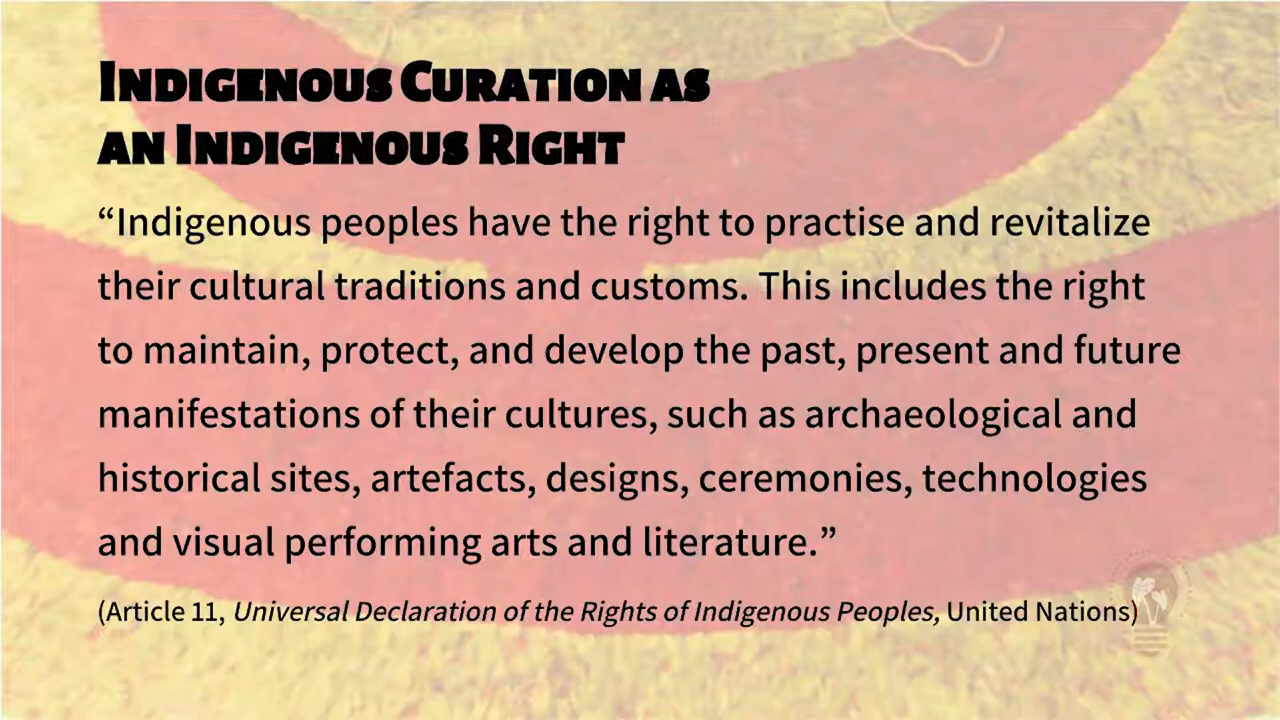 Indigenous Curation as
an Indigenous Right
“Indigenous peoples have the right to practise and revitalize
their cultural traditions and customs. This includes the right
to maintain, protect, and develop the past, present and future
manifestations of their cultures, such as archaeological and
historical sites, artefacts, designs, ceremonies, technologies
and visual performing arts and literature.”
(Article 11, Universal Declaration of the Rights of Indigenous Peoples, United Nations)